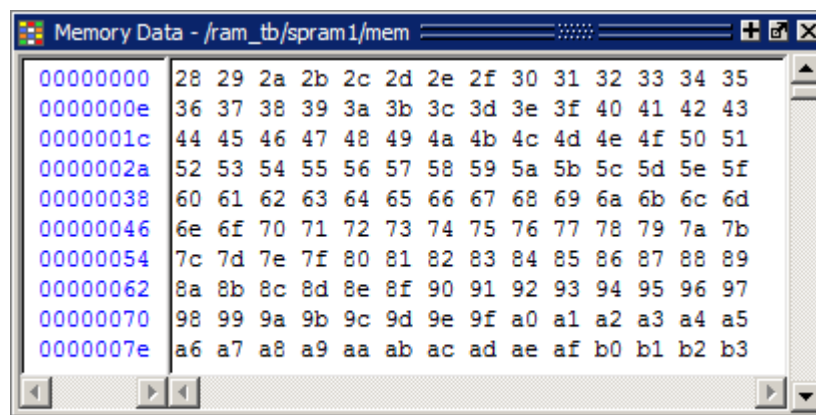 Memory Data - /ram_tb/spram1/mem
00000000 28 29 2a 2b 2c 2d 2e 2f 30 31 32 33 34 35
0000000e 36 37 38 39 3a 3b 3c 3d 3e 3f 40 41 42 43
0000001c 44 45 46 47 48 49 4a 4b 4c 4d 4e 4f 50 51
0000002a 52 53 54 55 56 57 58 59 5a 5b 5c 5d 5e 5f
00000038 60 61 62 63 64 65 66 67 68 69 6a 6b 6c 6d
00000046 6e 6f 70 71 72 73 74 75 76 77 78 79 7a 7b
00000054 7c 7d 7e 7f 80 81 82 83 84 85 86 87 88 89
00000062 8a 8b 8c 8d 8e 8f 90 91 92 93 94 95 96 97
00000070 98 99 9a 9b 9c 9d 9e 9f a0 a1 a2 a3 a4 a5
0000007e a6 a7 a8 a9 aa ab ac ad ae af b0 b1 b2 b3